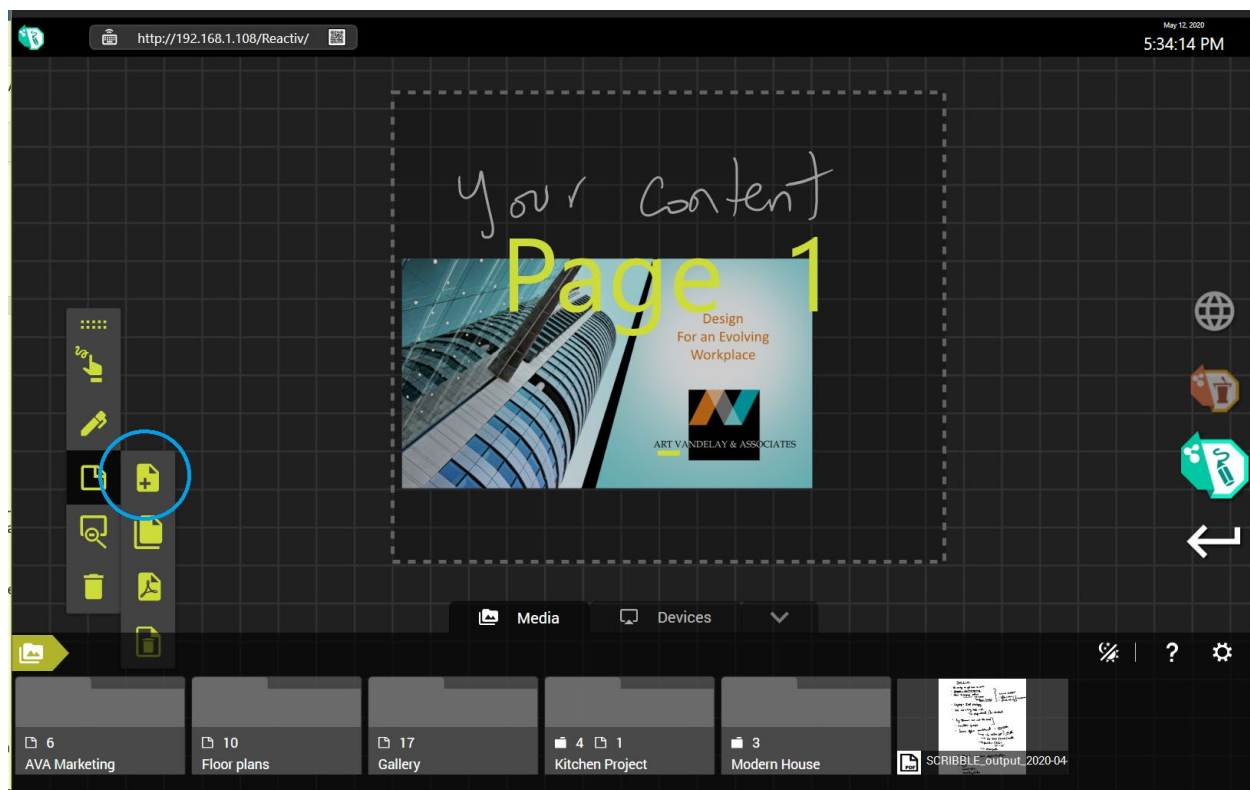 http://192.168.1.108/Reactiv/
May 12, 2020
5:34:14 PM
your content
Page 1
Design
For an Evolving
Workplace
ART VANDELAY & ASSOCIATES
Media
Devices
?
6
AVA Marketing
10
Floor plans
17
Gallery
4 1
Kitchen Project
3
Modern House
PDF
SCRIBBLE_output_2020-04-